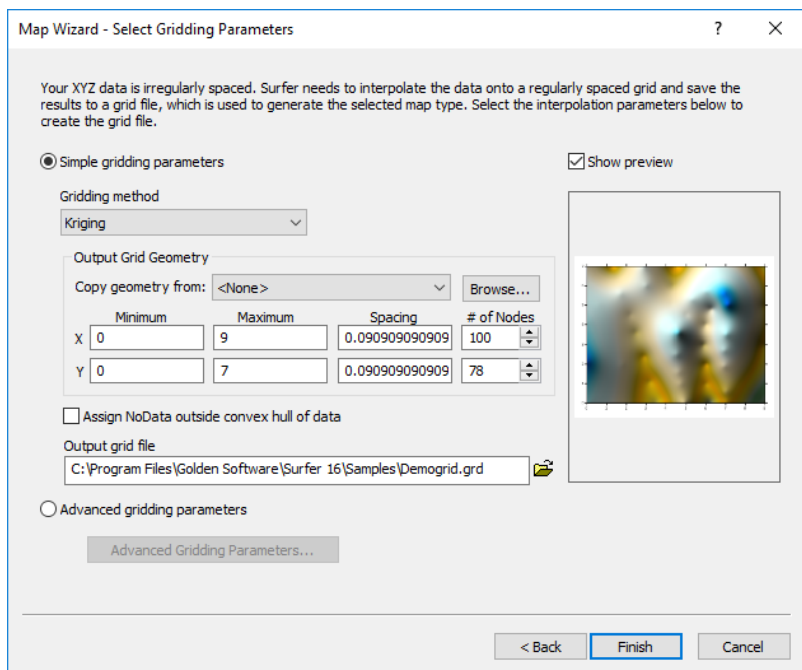 Map Wizard - Select Gridding Parameters
?
Your XYZ data is irregularly spaced. Surfer needs to interpolate the data onto a regularly spaced grid and save the
results to a grid file, which is used to generate the selected map type. Select the interpolation parameters below to
create the grid file.
Simple gridding parameters
Show preview
Gridding method
Kriging
Output Grid Geometry
Copy geometry from: <None> Browse...
Minimum Maximum Spacing # of Nodes
X 0 9 0.090909090909 100
Y 0 7 0.090909090909 78
Assign NoData outside convex hull of data
Output grid file
C:\Program Files\Golden Software\Surfer 16\Samples\Demogrid.grd
Advanced gridding parameters
Advanced Gridding Parameters...
< Back Finish Cancel